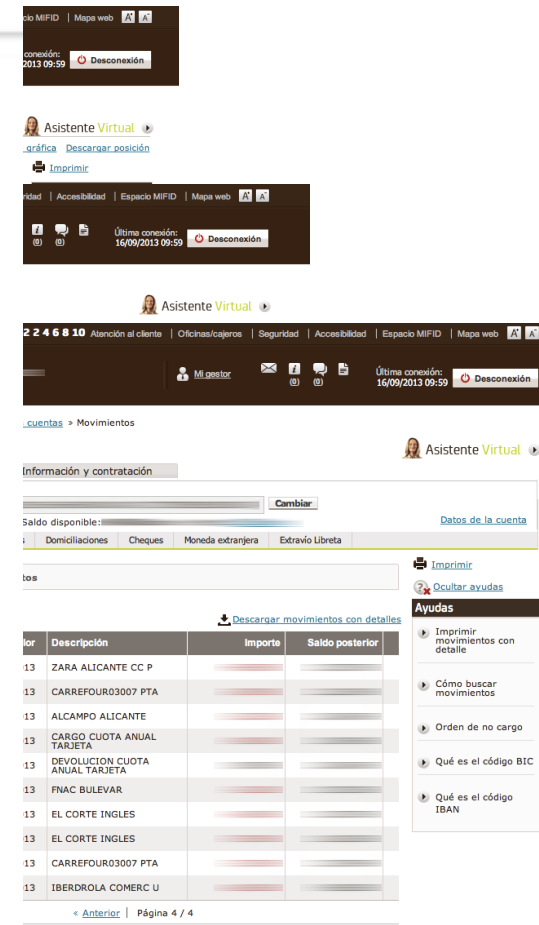 cio MIFID | Mapa web A+ A-
conexión:
2013 09:59 Desconexión
Asistente Virtual
gráfica Descargar posición
Imprimir
ridad | Accesibilidad | Espacio MIFID | Mapa web A+ A-
(0) (0) Última conexión:
16/09/2013 09:59 Desconexión
Asistente Virtual
2 2 4 6 8 10 Atención al cliente | Oficinas/cajeros | Seguridad | Accesibilidad | Espacio MIFID | Mapa web A+ A-
Mi gestor (0) (0) Última conexión:
16/09/2013 09:59 Desconexión
cuentas » Movimientos
Asistente Virtual
Información y contratación
Cambiar
Saldo disponible: Datos de la cuenta
s Domiciliaciones Cheques Moneda extranjera Extravío Libreta
Imprimir
tos
Ocultar ayudas
Ayudas
Descargar movimientos con detalles
Imprimir movimientos con detalle
Cómo buscar movimientos
Orden de no cargo
Qué es el código BIC
Qué es el código IBAN
lor Descripción Importe Saldo posterior
13 ZARA ALICANTE CC P
13 CARREFOUR03007 PTA
13 ALCAMPO ALICANTE
13 CARGO CUOTA ANUAL TARJETA
13 DEVOLUCION CUOTA ANUAL TARJETA
13 FNAC BULEVAR
13 EL CORTE INGLES
13 EL CORTE INGLES
13 CARREFOUR03007 PTA
13 IBERDROLA COMERC U
« Anterior | Página 4 / 4